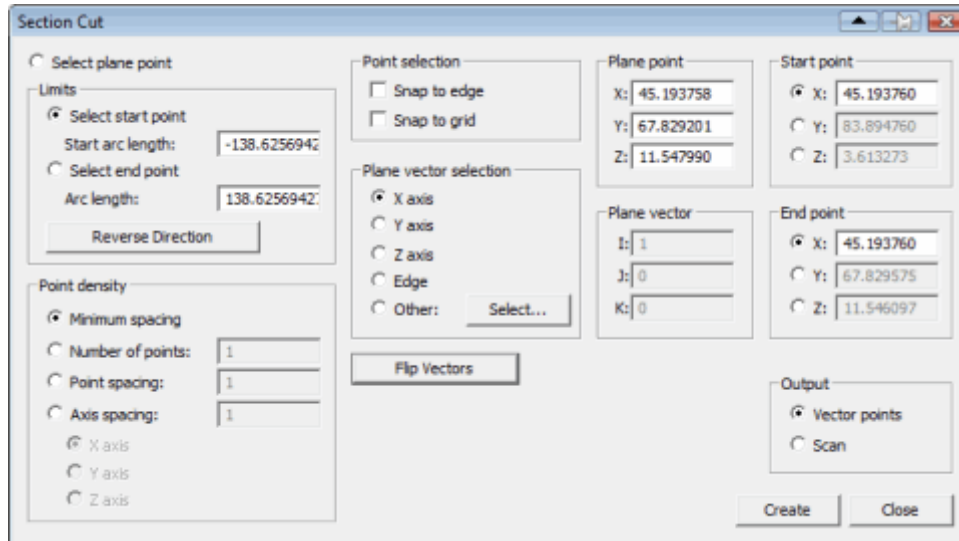 Section Cut
Select plane point
Limits
Select start point
Start arc length: -138.6256942
Select end point
Arc length: 138.6256942
Reverse Direction
Point density
Minimum spacing
Number of points: 1
Point spacing: 1
Axis spacing: 1
X axis
Y axis
Z axis
Point selection
Snap to edge
Snap to grid
Plane vector selection
X axis
Y axis
Z axis
Edge
Other: Select...
Flip Vectors
Plane point
X: 45.193758
Y: 67.829201
Z: 11.547990
Plane vector
I: 1
J: 0
K: 0
Start point
X: 45.193760
Y: 83.894760
Z: 3.613273
End point
X: 45.193760
Y: 67.829575
Z: 11.546097
Output
Vector points
Scan
Create Close